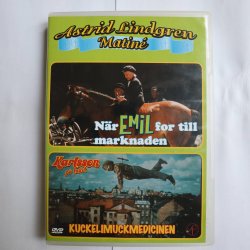 Astrid Lindgren
Matiné
När EMIL for till
marknaden
Karlsson
på taket
KUCKELIMUCKMEDICINEN
DVD